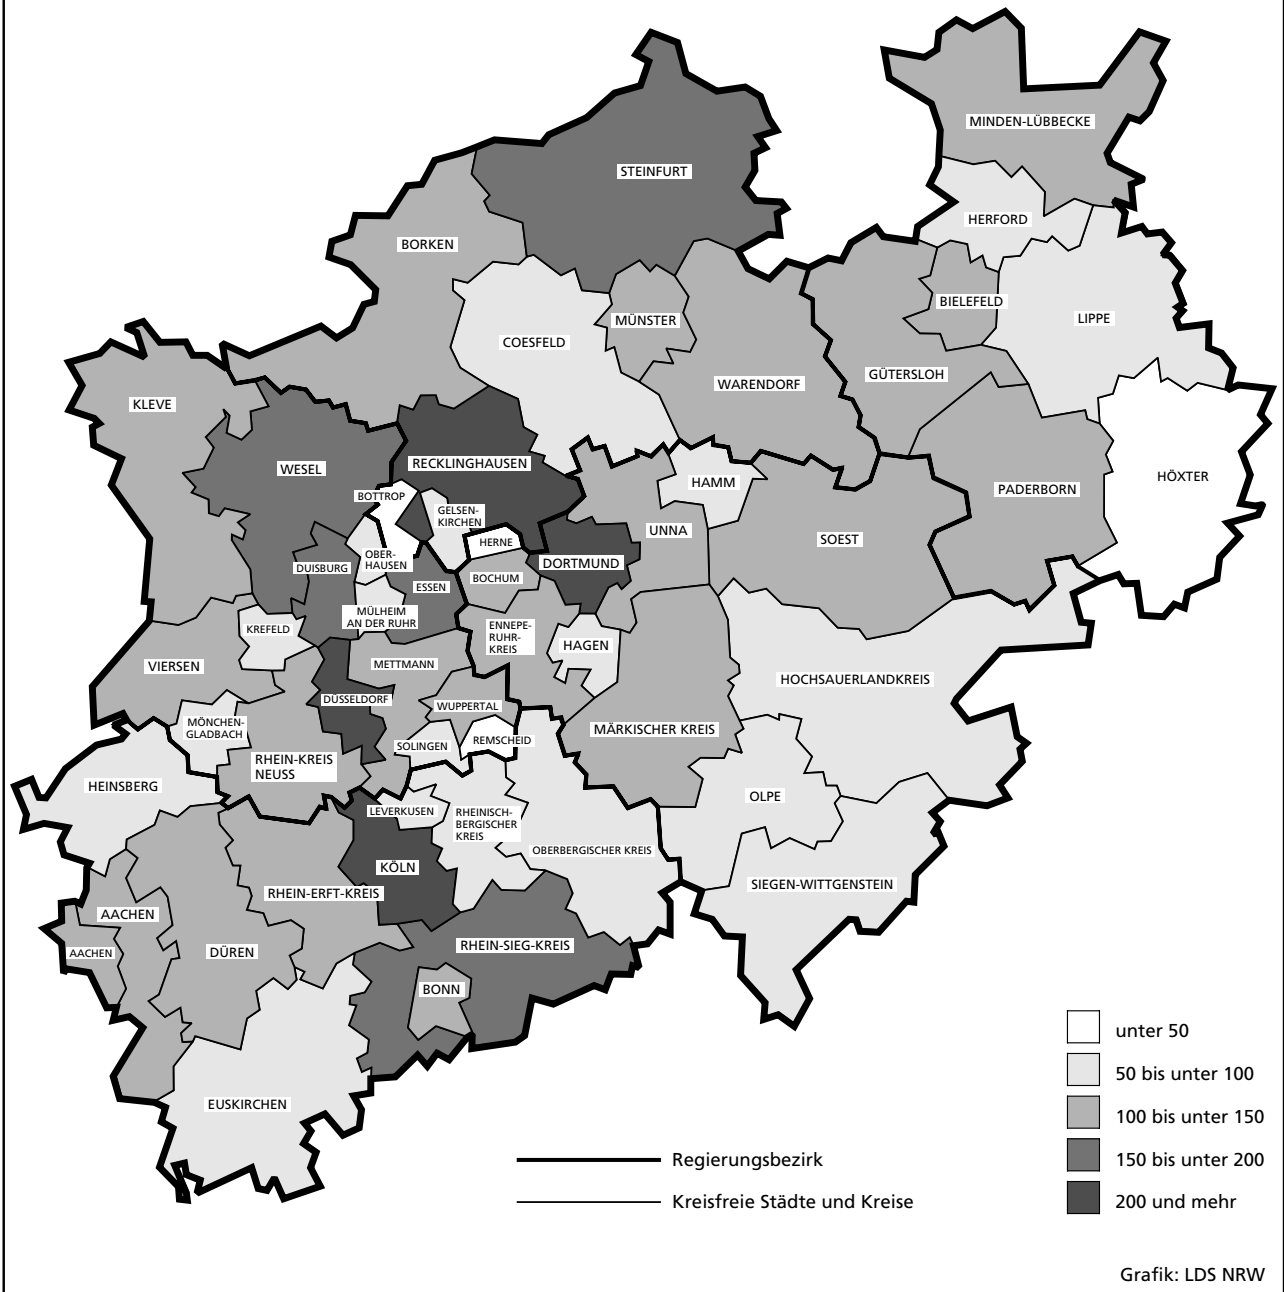 MINDEN-LÜBBECKE
STEINFURT
HERFORD
BORKEN
BIELEFELD
MÜNSTER
LIPPE
COESFELD
GÜTERSLOH
WARENDORF
KLEVE
RECKLINGHAUSEN
WESEL
HÖXTER
HAMM
PADERBORN
BOTTROP
GELSEN-
KIRCHEN
UNNA
SOEST
HERNE
OBER-
HAUSEN
DORTMUND
DUISBURG
BOCHUM
ESSEN
MÜLHEIM
AN DER RUHR
KREFELD
ENNEPE-
RUHR-
KREIS
HAGEN
VIERSEN
METTMANN
HOCHSAUERLANDKREIS
DÜSSELDORF
WUPPERTAL
MÖNCHEN-
GLADBACH
MÄRKISCHER KREIS
SOLINGEN
REMSCHEID
RHEIN-KREIS
NEUSS
HEINSBERG
OLPE
LEVERKUSEN
RHEINISCH-
BERGISCHER
KREIS
OBERBERGISCHER KREIS
KÖLN
SIEGEN-WITTGENSTEIN
RHEIN-ERFT-KREIS
AACHEN
RHEIN-SIEG-KREIS
AACHEN
DÜREN
BONN
EUSKIRCHEN
unter 50
50 bis unter 100
100 bis unter 150
150 bis unter 200
200 und mehr
Regierungsbezirk
Kreisfreie Städte und Kreise
Grafik: LDS NRW